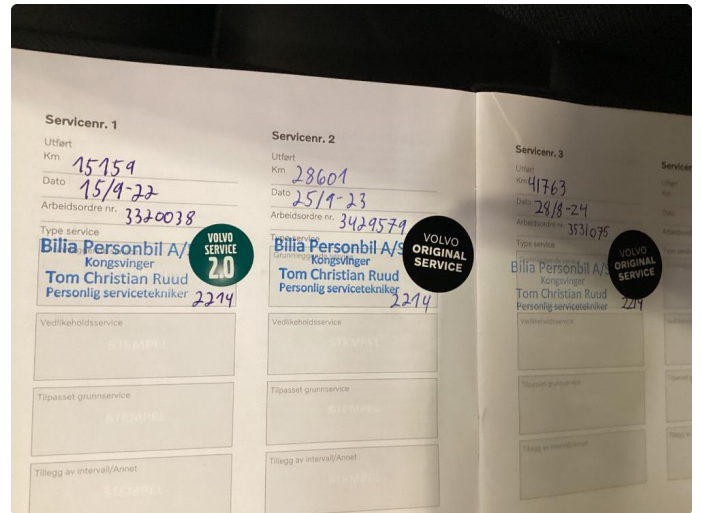 Servicenr. 1
Utført
Km 15159
Dato 15/9-22
Arbeidsordre nr. 3320038
Type service
Bilia Personbil A/
Kongsvinger
Tom Christian Ruud
Personlig servicetekniker
2214
VOLVO
SERVICE
2.0
Vedlikeholdsservice
STEMPEL
Tilpasset grunnservice
STEMPEL
Tillegg av intervall/Annet
STEMPEL
Servicenr. 2
Utført
Km 28601
Dato 25/9-23
Arbeidsordre nr. 3429579
Type service
Bilia Personbil A/S
Kongsvinger
Tom Christian Ruud
Personlig servicetekniker
2214
VOLVO
ORIGINAL
SERVICE
Vedlikeholdsservice
STEMPEL
Tilpasset grunnservice
STEMPEL
Tillegg av intervall/Annet
Servicenr. 3
Utført
Km 41763
Dato 28/8-24
Arbeidsordre nr. 3531075
Type service
Bilia Personbil A/S
Kongsvinger
Tom Christian Ruud
Personlig servicetekniker
2214
VOLVO
ORIGINAL
SERVICE
Vedlikeholdsservice
Tilpasset grunnservice
Tillegg av intervall/Annet
Service
Utført
Km
Dato